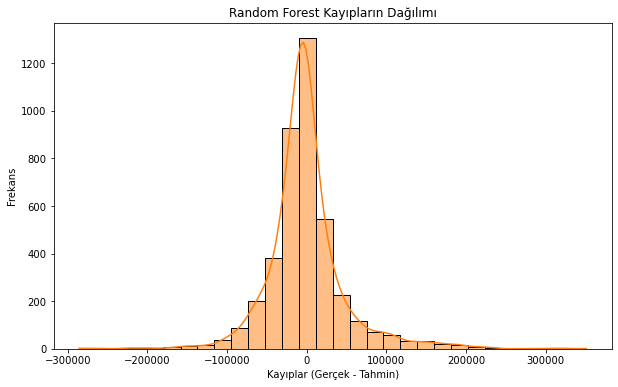 Random Forest Kayıpların Dağılımı
Frekans
1200
1000
800
600
400
200
0
−300000 −200000 −100000 0 100000 200000 300000
Kayıplar (Gerçek - Tahmin)